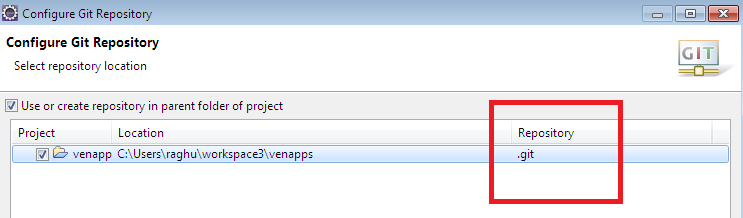 Configure Git Repository
Configure Git Repository
Select repository location
GIT
Use or create repository in parent folder of project
Project Location Repository
venapp C:\Users\raghu\workspace3\venapps .git